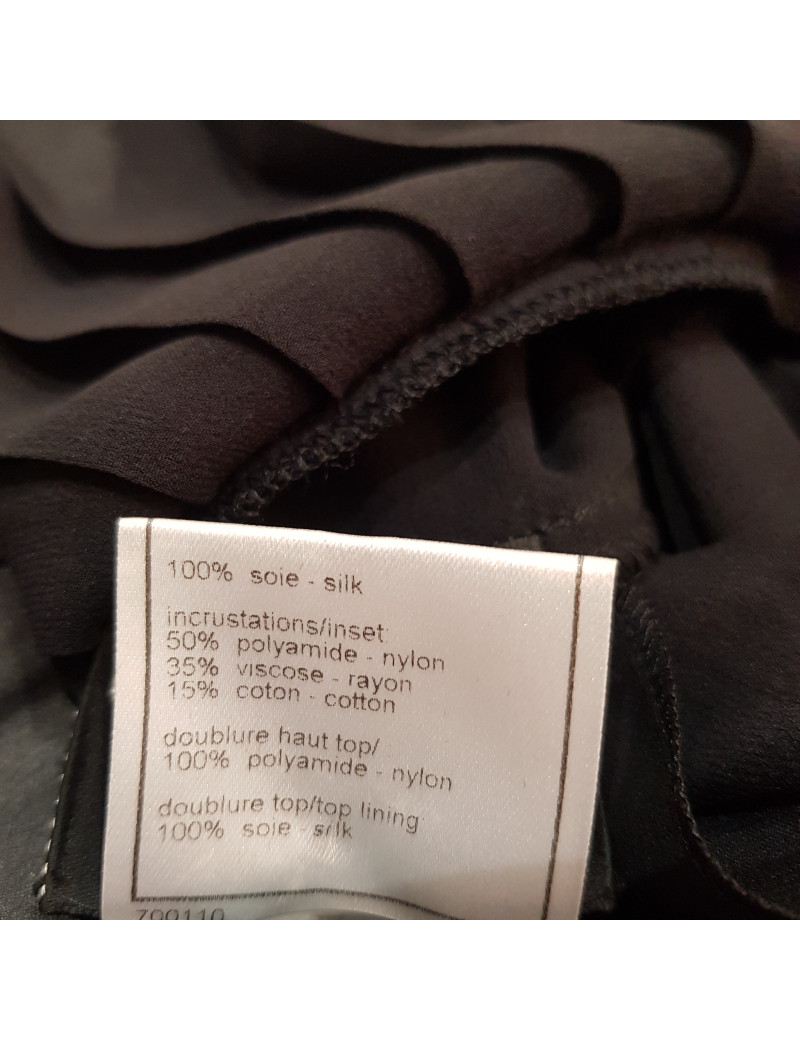 100% soie - silk
incrustations/inset:
50% polyamide - nylon
35% viscose - rayon
15% coton - cotton
doublure haut top/
100% polyamide - nylon
doublure top/top lining:
100% soie - silk
700110